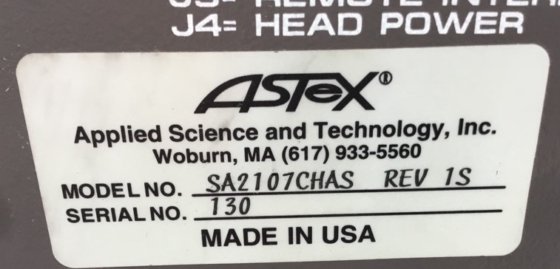 J4= HEAD POWER
ASTeX®
Applied Science and Technology, Inc.
Woburn, MA (617) 933-5560
MODEL NO. SA2107CHAS REV 1S
SERIAL NO. 130
MADE IN USA